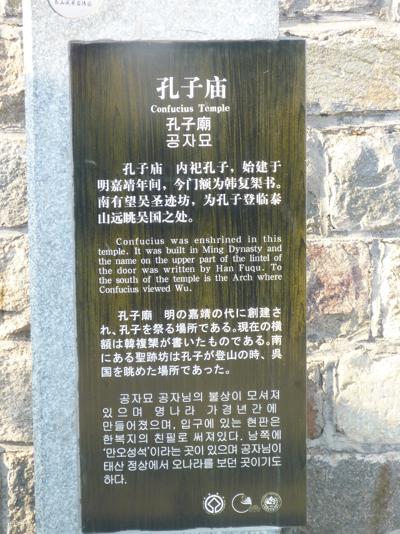 孔子庙
Confucius Temple
孔子廟
공자묘
孔子庙 内祀孔子，始建于
明嘉靖年间，今门额为韩复榘书。
南有望吴圣迹坊，为孔子登临泰
山远眺吴国之处。
Confucius was enshrined in this
temple. It was built in Ming Dynasty and
the name on the upper part of the lintel of
the door was written by Han Fuqu. To
the south of the temple is the Arch where
Confucius viewed Wu.
孔子廟 明の嘉靖の代に創建さ
れ、孔子を祭る場所である。現在の横
額は韓複榘が書いたものである。南
にある聖跡坊は孔子が登山の時、呉
国を眺めた場所であった。
공자묘 공자님의 불상이 모셔져
있으며 명나라 가경년간에
만들어졌으며, 입구에 있는 현판은
한복지의 친필로 써져있다. 남쪽에
'만오성석'이라는 곳이 있으며 공자님이
태산 정상에서 오나라를 보던 곳이기도
하다.